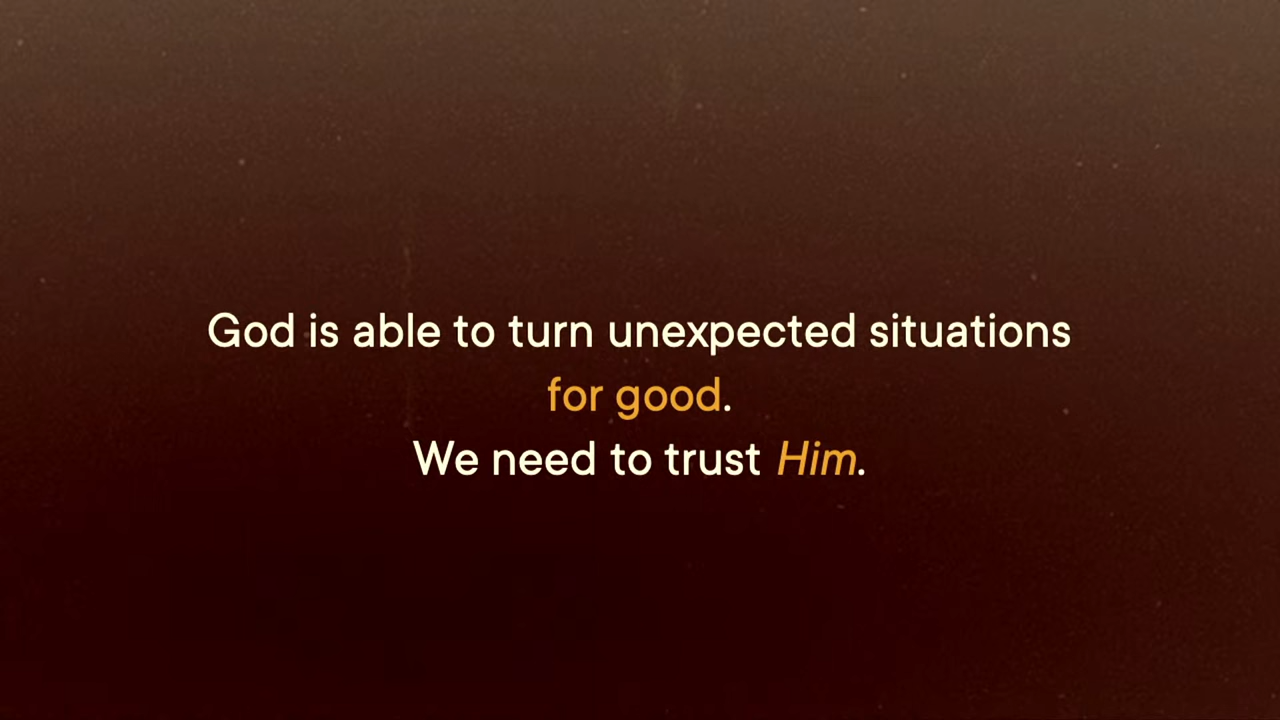 God is able to turn unexpected situations
for good.
We need to trust Him.